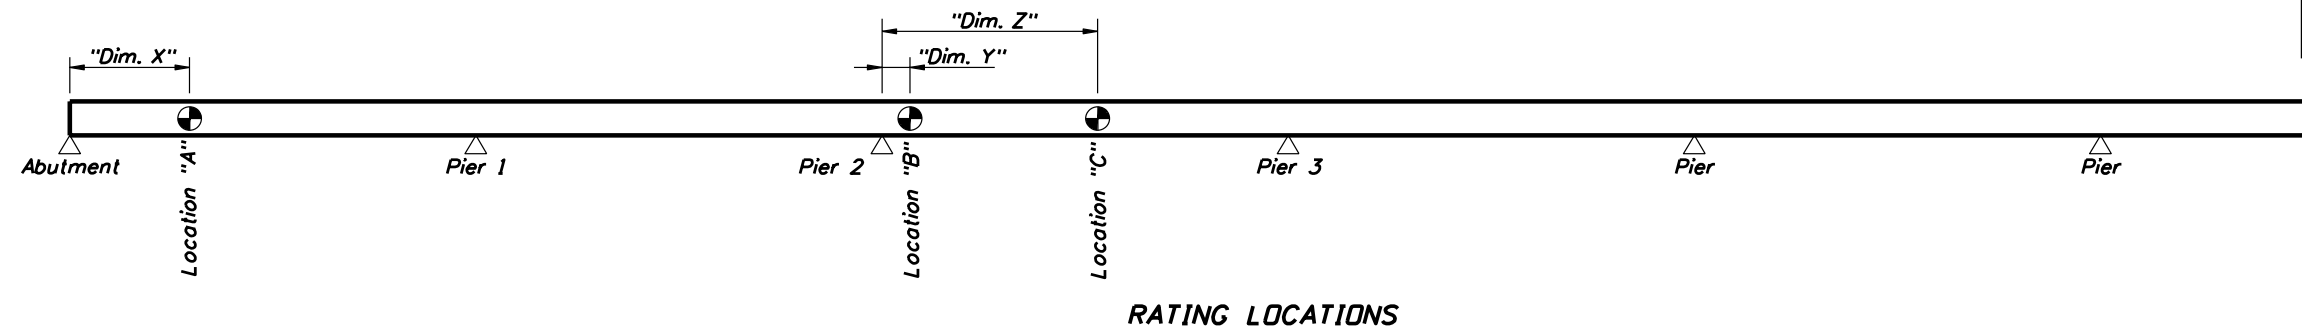 "Dim. Z"
"Dim. X"
"Dim. Y"
Abutment
Location "A"
Pier 1
Pier 2
Location "B"
Location "C"
Pier 3
Pier
Pier
RATING LOCATIONS